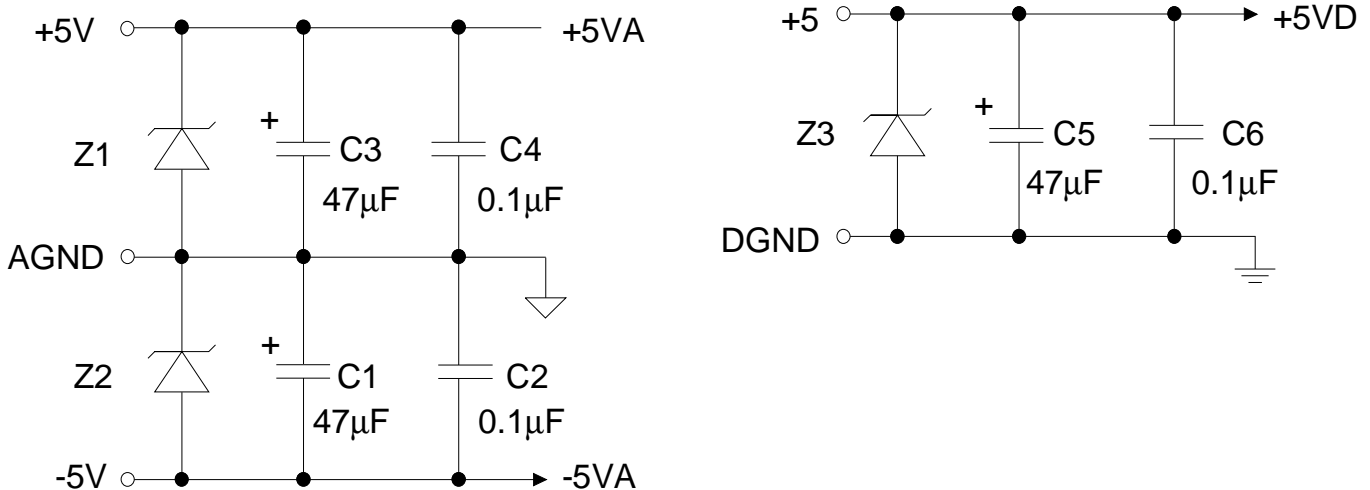 +5V
+5VA
Z1
+
C3
47μF
C4
0.1μF
AGND
Z2
+
C1
47μF
C2
0.1μF
-5V
-5VA
+5
+5VD
Z3
+
C5
47μF
C6
0.1μF
DGND